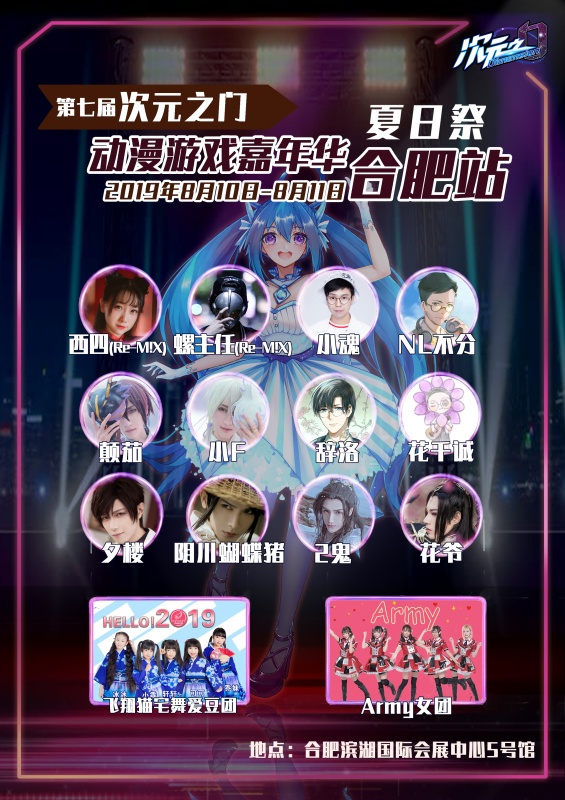 次元之门
第七届次元之门
夏日祭
动漫游戏嘉年华
合肥站
2019年8月10日-8月11日
西四(Re-M!X) 螺主任(Re-M!X) 小魂 NL不分
颠茄 小F 辞洛 花千诚
夕楼 阴川蝴蝶猪 2鬼 花爷
HELLO!2019
Army
飞翔猫宅舞爱豆团
Army女团
地点：合肥滨湖国际会展中心5号馆